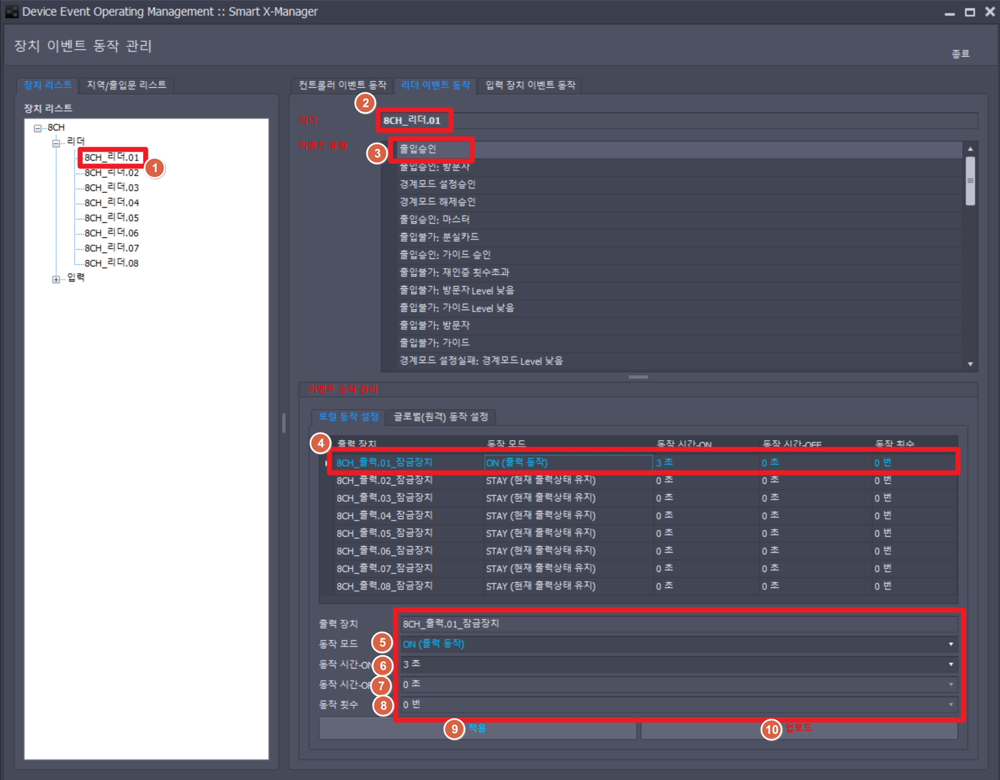 Device Event Operating Management :: Smart X-Manager
장치 이벤트 동작 관리
종료
장치 리스트
지역/출입문 리스트
장치 리스트
8CH
리더
8CH_리더.01
1
8CH_리더.02
8CH_리더.03
8CH_리더.04
8CH_리더.05
8CH_리더.06
8CH_리더.07
8CH_리더.08
입력
컨트롤러 이벤트 동작
리더 이벤트 동작
입력 장치 이벤트 동작
2
리더
8CH_리더.01
이벤트 유형
3
출입승인
출입승인: 방문자
경계모드 설정승인
경계모드 해제승인
출입승인: 마스터
출입불가: 분실카드
출입승인: 가이드 승인
출입불가: 재인증 횟수초과
출입불가: 방문자 Level 낮음
출입불가: 가이드 Level 낮음
출입불가: 방문자
출입불가: 가이드
경계모드 설정실패: 경계모드 Level 낮음
이벤트 동작 관리
로컬 동작 설정
글로벌(원격) 동작 설정
4
출력 장치 동작 모드 동작 시간-ON 동작 시간-OFF 동작 횟수
8CH_출력.01_잠금장치 ON (출력 동작) 3 초 0 초 0 번
8CH_출력.02_잠금장치 STAY (현재 출력상태 유지) 0 초 0 초 0 번
8CH_출력.03_잠금장치 STAY (현재 출력상태 유지) 0 초 0 초 0 번
8CH_출력.04_잠금장치 STAY (현재 출력상태 유지) 0 초 0 초 0 번
8CH_출력.05_잠금장치 STAY (현재 출력상태 유지) 0 초 0 초 0 번
8CH_출력.06_잠금장치 STAY (현재 출력상태 유지) 0 초 0 초 0 번
8CH_출력.07_잠금장치 STAY (현재 출력상태 유지) 0 초 0 초 0 번
8CH_출력.08_잠금장치 STAY (현재 출력상태 유지) 0 초 0 초 0 번
출력 장치 8CH_출력.01_잠금장치
동작 모드 5 ON (출력 동작)
동작 시간-ON 6 3 초
동작 시간-OF 7 0 초
동작 횟수 8 0 번
9 적용
10 업로드